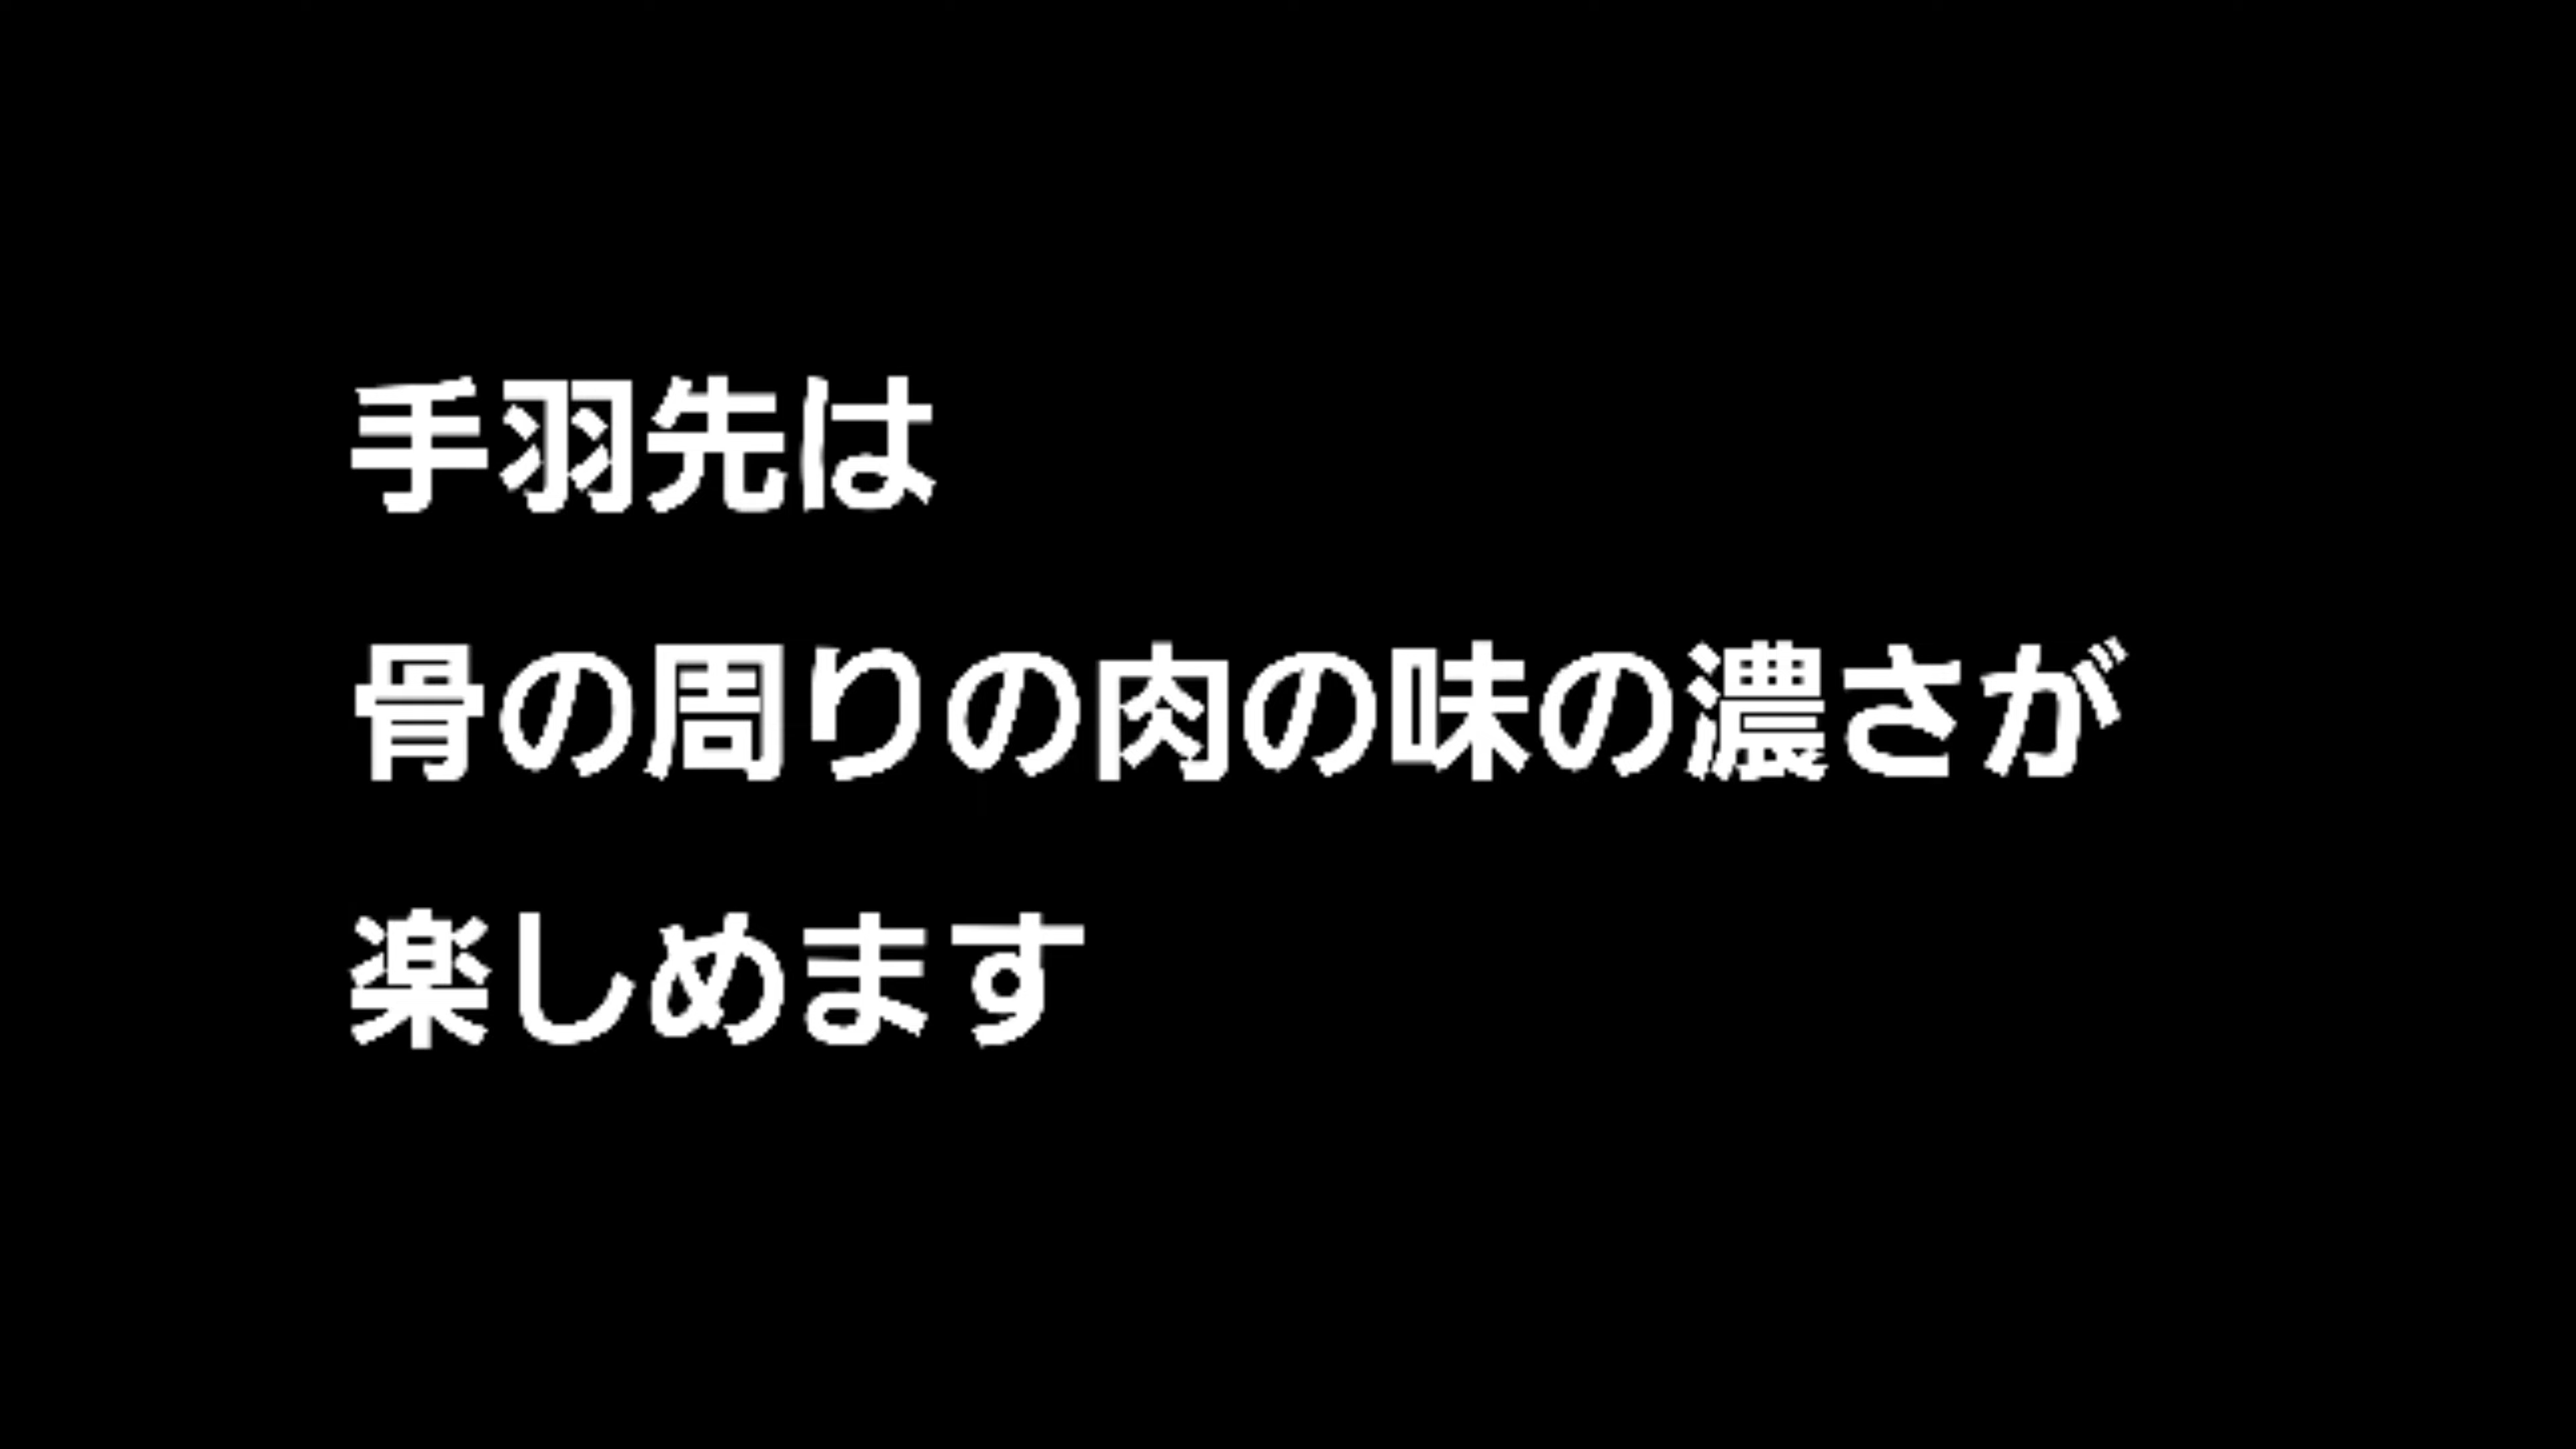 手羽先は
骨の周りの肉の味の濃さが
楽しめます